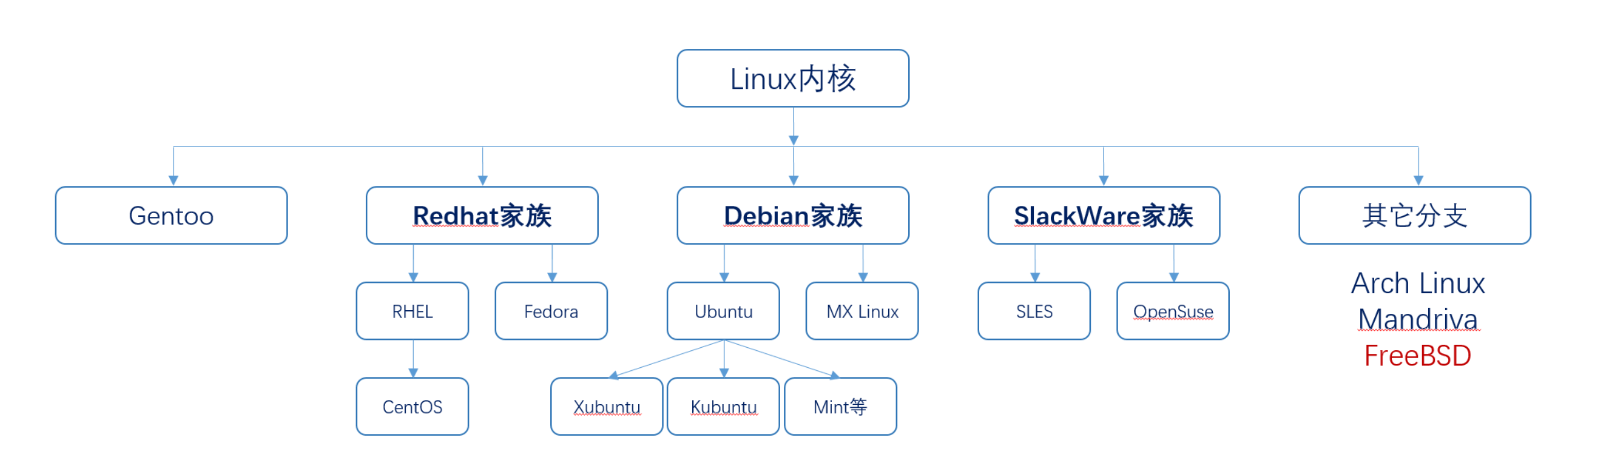 Linux内核
Gentoo
Redhat家族
Debian家族
SlackWare家族
其它分支
RHEL
Fedora
Ubuntu
MX Linux
SLES
OpenSuse
Arch Linux
Mandriva
FreeBSD
CentOS
Xubuntu
Kubuntu
Mint等